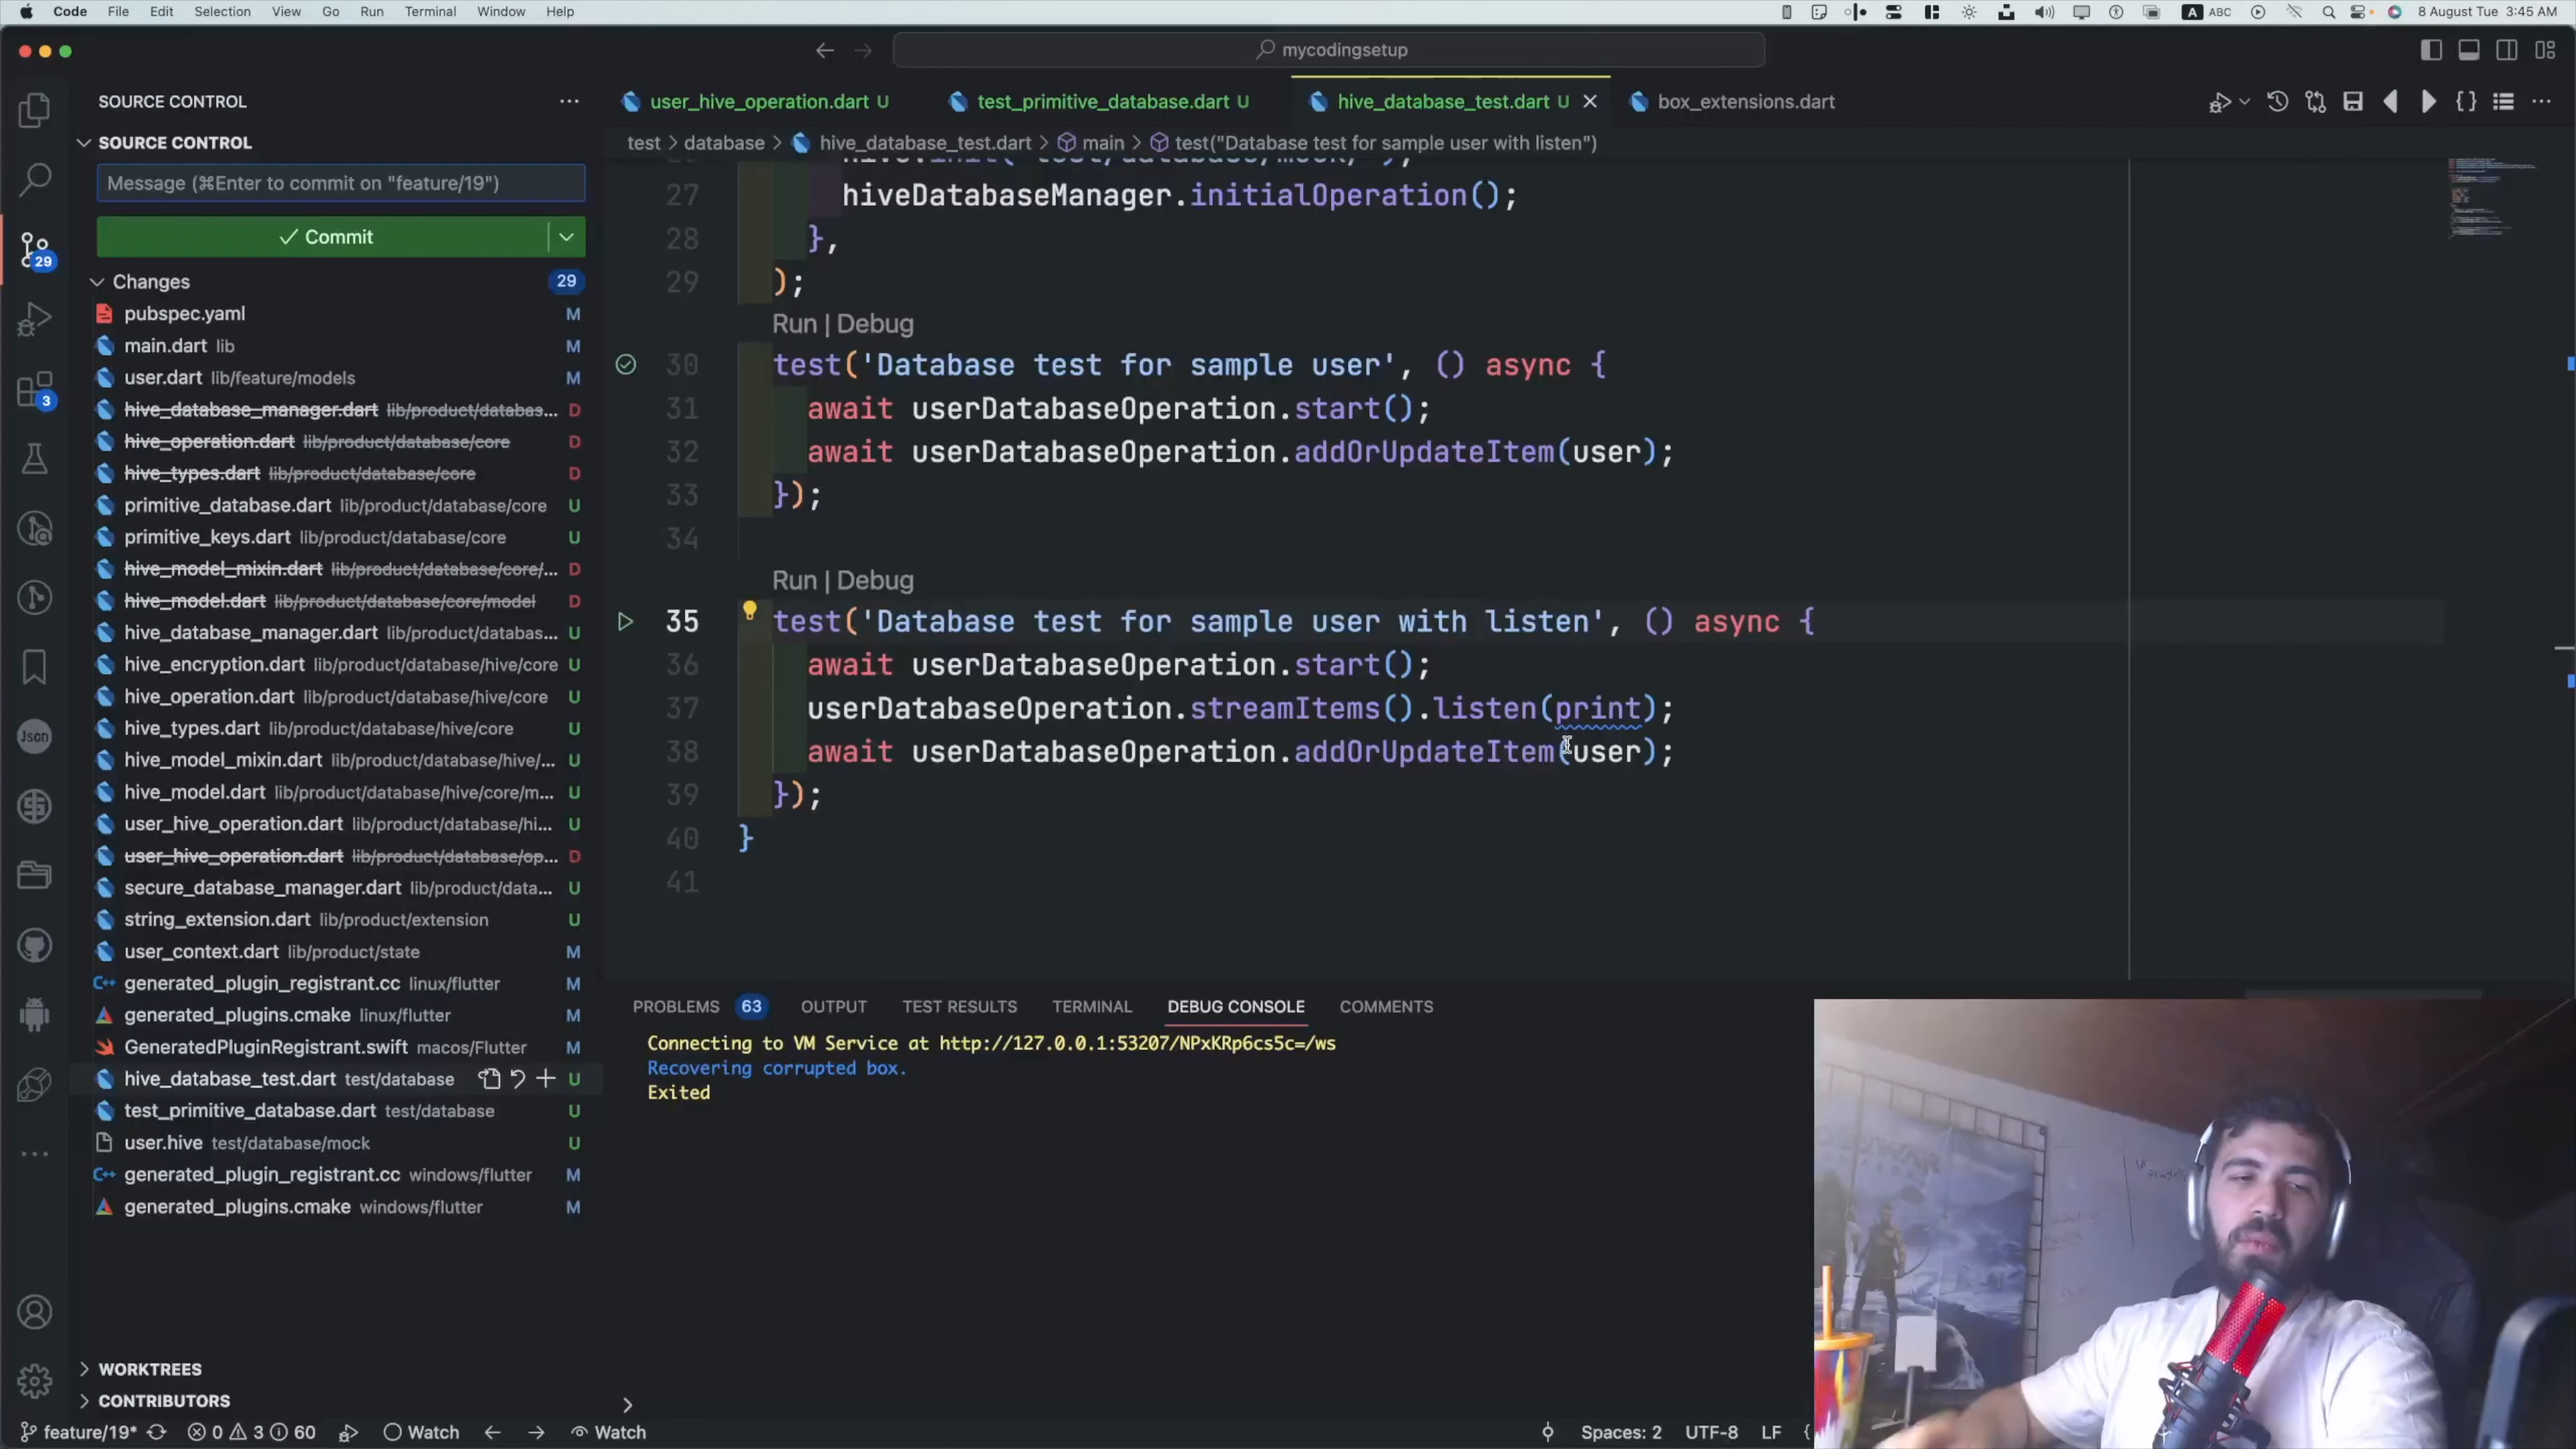 Code File Edit Selection View Go Run Terminal Window Help
A ABC 8 August Tue 3:45 AM
mycodingsetup
SOURCE CONTROL
SOURCE CONTROL
Message (⌘Enter to commit on "feature/19")
Commit
Changes 29
pubspec.yaml M
main.dart lib M
user.dart lib/feature/models M
hive_database_manager.dart lib/product/databas... D
hive_operation.dart lib/product/database/core D
hive_types.dart lib/product/database/core D
primitive_database.dart lib/product/database/core U
primitive_keys.dart lib/product/database/core U
hive_model_mixin.dart lib/product/database/core/... D
hive_model.dart lib/product/database/core/model D
hive_database_manager.dart lib/product/databas... U
hive_encryption.dart lib/product/database/hive/core U
hive_operation.dart lib/product/database/hive/core U
hive_types.dart lib/product/database/hive/core U
hive_model_mixin.dart lib/product/database/hive/... U
hive_model.dart lib/product/database/hive/core/m... U
user_hive_operation.dart lib/product/database/hi... U
user_hive_operation.dart lib/product/database/op... D
secure_database_manager.dart lib/product/data... U
string_extension.dart lib/product/extension U
user_context.dart lib/product/state M
generated_plugin_registrant.cc linux/flutter M
generated_plugins.cmake linux/flutter M
GeneratedPluginRegistrant.swift macos/Flutter M
hive_database_test.dart test/database U
test_primitive_database.dart test/database U
user.hive test/database/mock U
generated_plugin_registrant.cc windows/flutter M
generated_plugins.cmake windows/flutter M
WORKTREES
CONTRIBUTORS
29
3
Json
user_hive_operation.dart U test_primitive_database.dart U hive_database_test.dart U box_extensions.dart
test > database > hive_database_test.dart > main > test("Database test for sample user with listen")
27 hiveDatabaseManager.initialOperation();
28 },
29 );
Run | Debug
30 test('Database test for sample user', () async {
31 await userDatabaseOperation.start();
32 await userDatabaseOperation.addOrUpdateItem(user);
33 });
34
Run | Debug
35 test('Database test for sample user with listen', () async {
36 await userDatabaseOperation.start();
37 userDatabaseOperation.streamItems().listen(print);
38 await userDatabaseOperation.addOrUpdateItem(user);
39 });
40 }
41
PROBLEMS 63 OUTPUT TEST RESULTS TERMINAL DEBUG CONSOLE COMMENTS
Connecting to VM Service at http://127.0.0.1:53207/NPxKRp6cs5c=/ws
Recovering corrupted box.
Exited
feature/19* 0 3 60 Watch Watch Spaces: 2 UTF-8 LF {